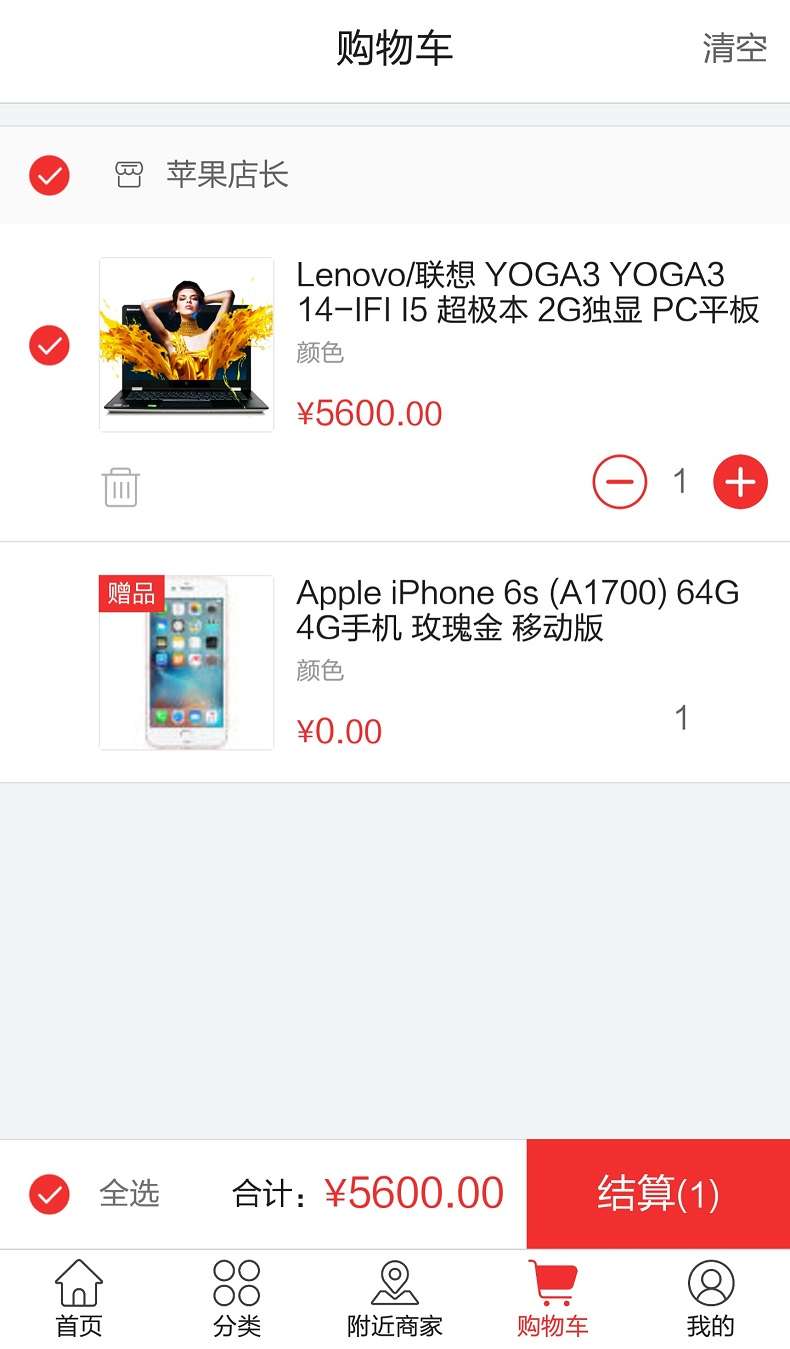 购物车
清空
苹果店长
Lenovo/联想 YOGA3 YOGA3
14-IFI I5 超极本 2G独显 PC平板
颜色
¥5600.00
1
赠品
Apple iPhone 6s (A1700) 64G
4G手机 玫瑰金 移动版
颜色
¥0.00
1
全选
合计：¥5600.00
结算(1)
首页
分类
附近商家
购物车
我的